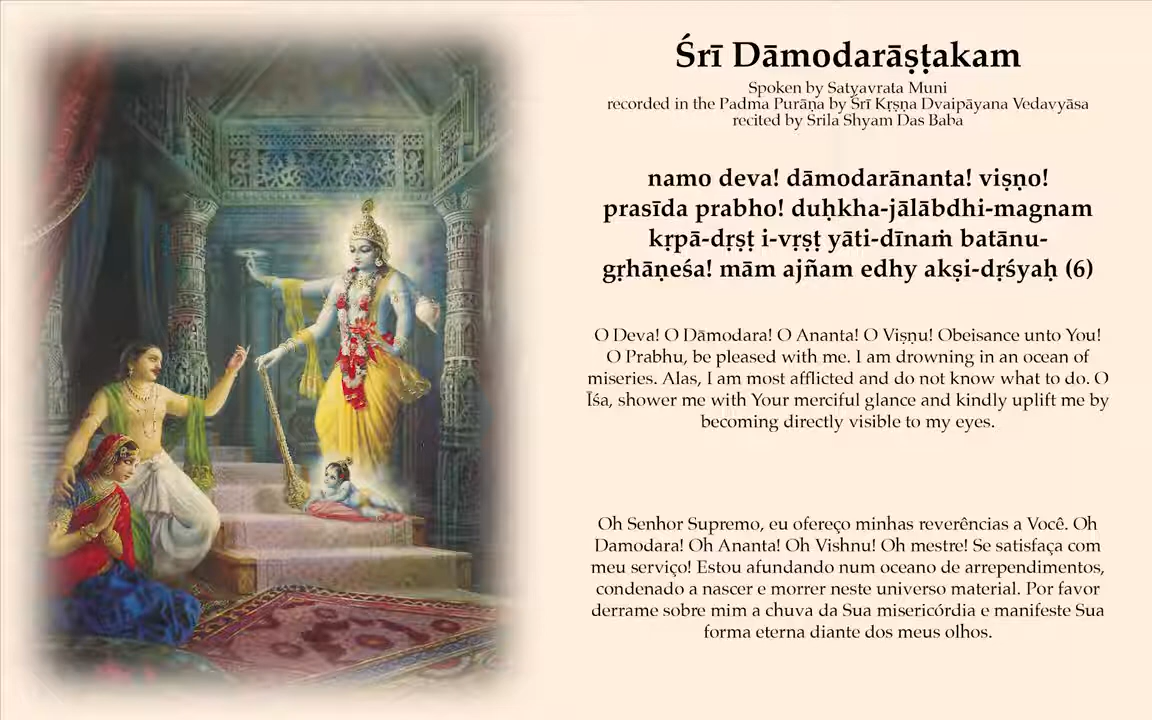 Śrī Dāmodarāṣṭakam
Spoken by Satyavrata Muni
recorded in the Padma Purāṇa by Śrī Kṛṣṇa Dvaipāyana Vedavyāsa
recited by Srila Shyam Das Baba
namo deva! dāmodarānanta! viṣṇo!
prasīda prabho! duḥkha-jālābdhi-magnam
kṛpā-dṛṣṭ i-vṛṣṭ yāti-dīnaṁ batānu-
gṛhāṇeśa! mām ajñam edhy akṣi-dṛśyaḥ (6)
O Deva! O Dāmodara! O Ananta! O Viṣṇu! Obeisance unto You!
O Prabhu, be pleased with me. I am drowning in an ocean of
miseries. Alas, I am most afflicted and do not know what to do. O
Īśa, shower me with Your merciful glance and kindly uplift me by
becoming directly visible to my eyes.
Oh Senhor Supremo, eu ofereço minhas reverências a Você. Oh
Damodara! Oh Ananta! Oh Vishnu! Oh mestre! Se satisfaça com
meu serviço! Estou afundando num oceano de arrependimentos,
condenado a nascer e morrer neste universo material. Por favor
derrame sobre mim a chuva da Sua misericórdia e manifeste Sua
forma eterna diante dos meus olhos.